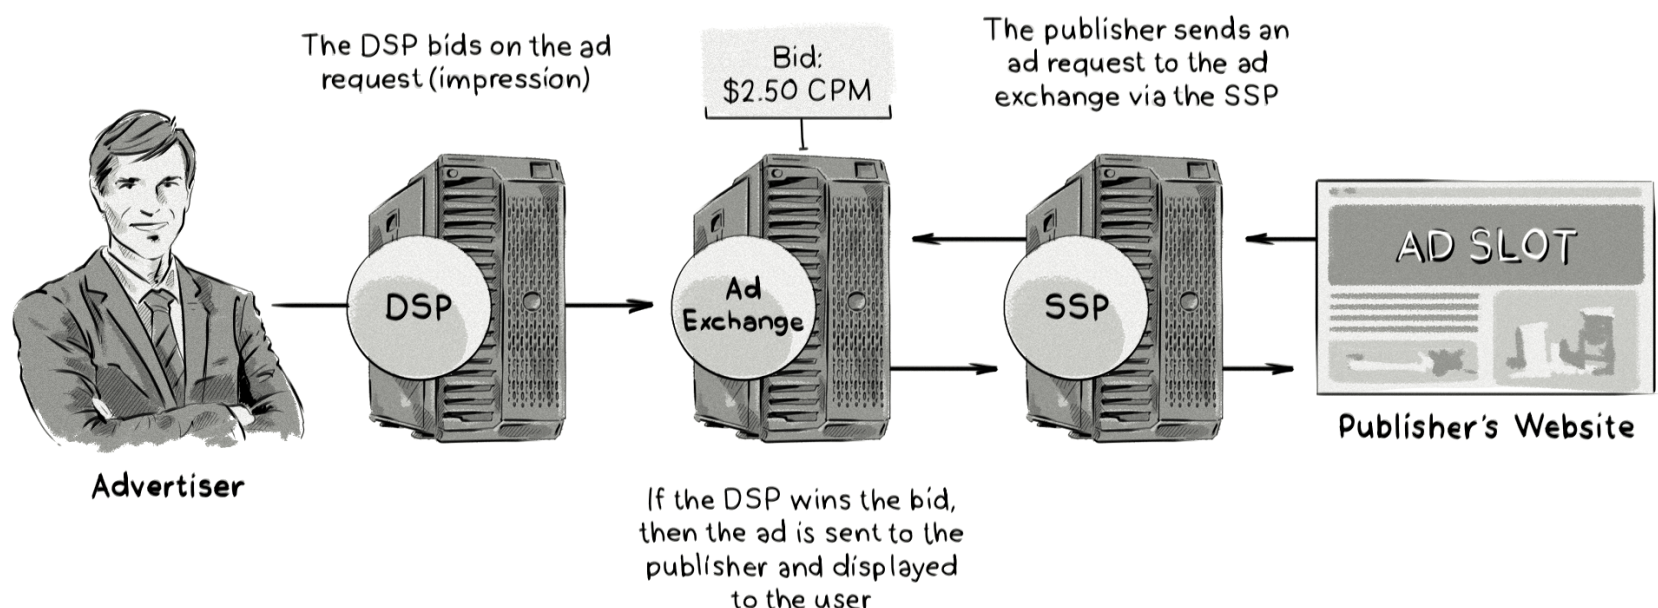 The DSP bids on the ad
request (impression)
Bid:
$2.50 CPM
The publisher sends an
ad request to the ad
exchange via the SSP
DSP
Ad
Exchange
SSP
AD SLOT
Advertiser
Publisher's Website
If the DSP wins the bid,
then the ad is sent to the
publisher and displayed
to the user